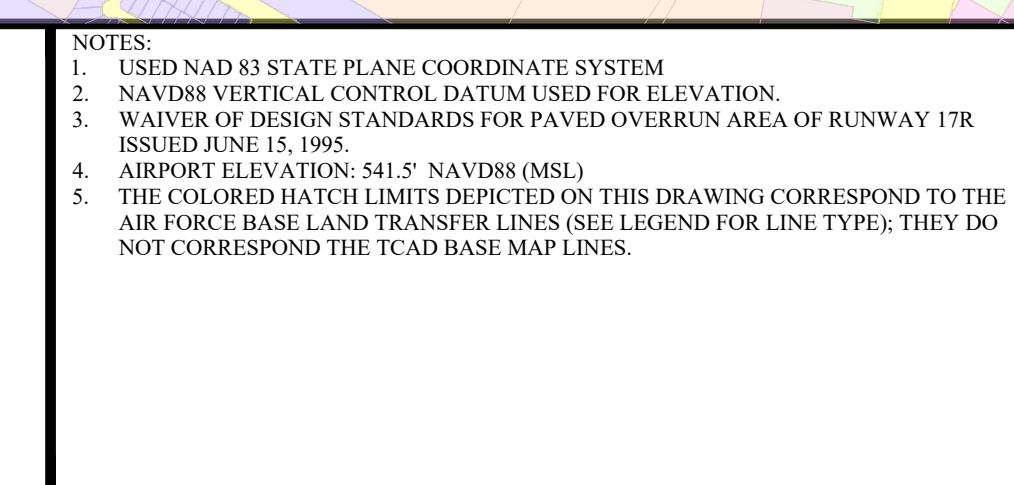 NOTES:
1. USED NAD 83 STATE PLANE COORDINATE SYSTEM
2. NAVD88 VERTICAL CONTROL DATUM USED FOR ELEVATION.
3. WAIVER OF DESIGN STANDARDS FOR PAVED OVERRUN AREA OF RUNWAY 17R
ISSUED JUNE 15, 1995.
4. AIRPORT ELEVATION: 541.5' NAVD88 (MSL)
5. THE COLORED HATCH LIMITS DEPICTED ON THIS DRAWING CORRESPOND TO THE
AIR FORCE BASE LAND TRANSFER LINES (SEE LEGEND FOR LINE TYPE); THEY DO
NOT CORRESPOND THE TCAD BASE MAP LINES.